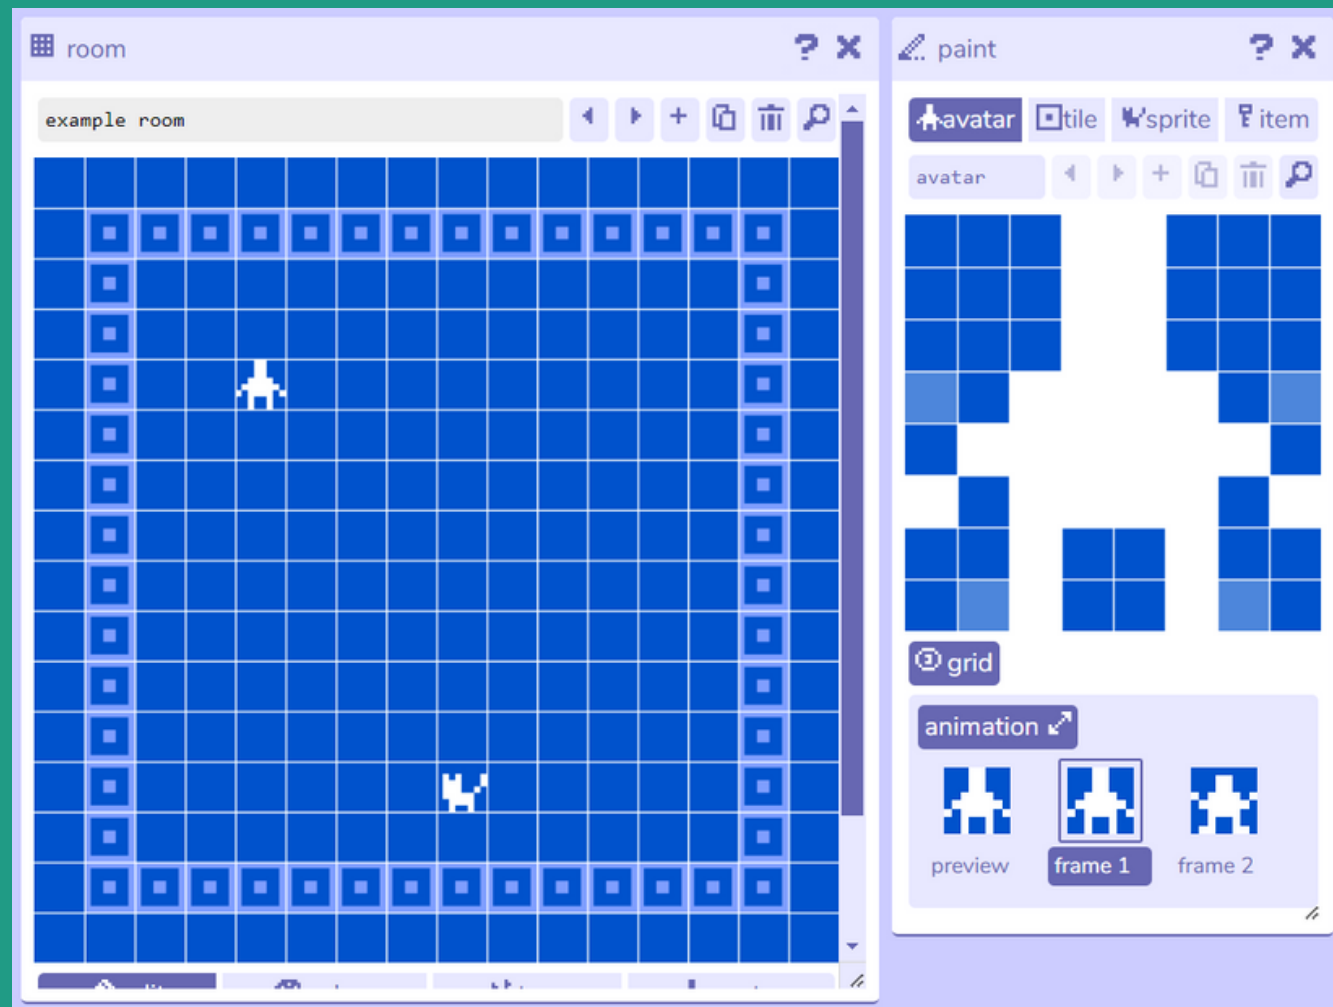 room
example room
paint
avatar
tile
sprite
item
avatar
grid
animation
preview
frame 1
frame 2